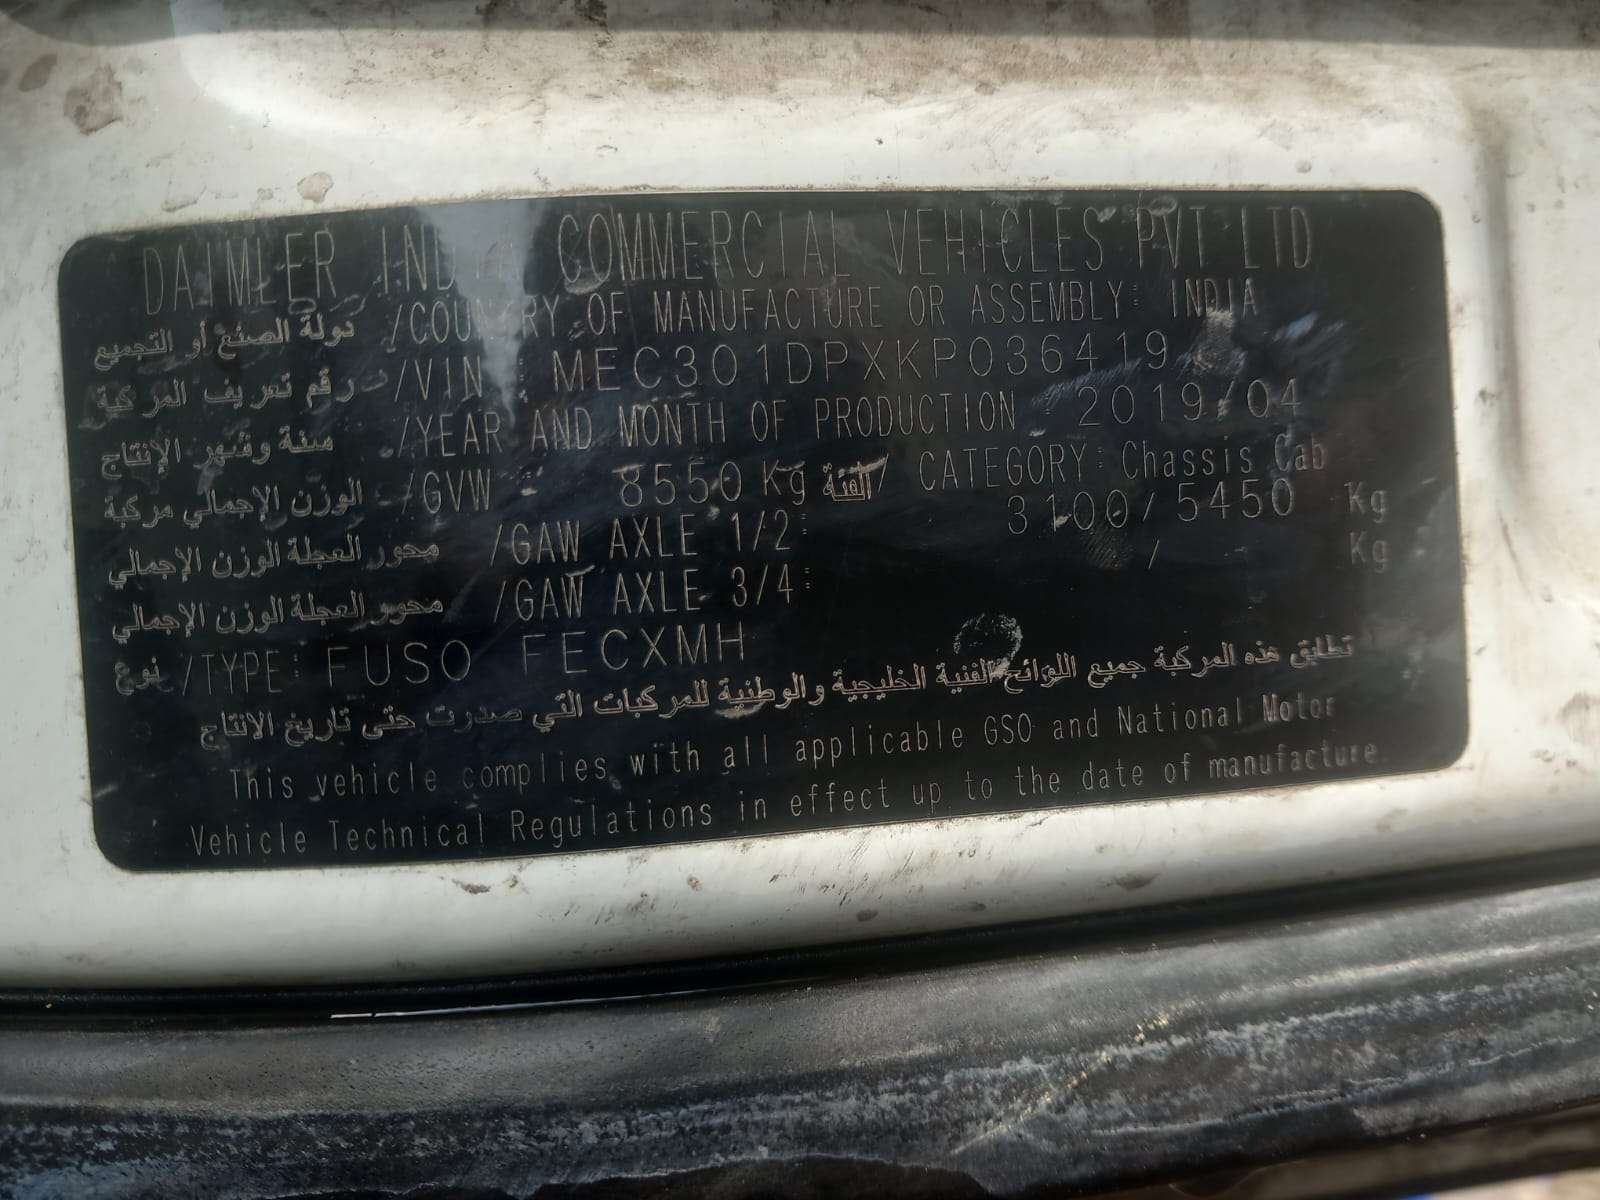 DAIMLER INDIA COMMERCIAL VEHICLES PVT LTD
دولة الصنع أو التجميع /COUNTRY OF MANUFACTURE OR ASSEMBLY: INDIA
رقم تعريف المركبة /VIN : MEC301DPXKP036419
سنة وشهر الإنتاج /YEAR AND MONTH OF PRODUCTION : 2019/04
الوزن الإجمالي مركبة /GVW : 8550 Kg الفئة/ CATEGORY: Chassis Cab
محور العجلة الوزن الإجمالي /GAW AXLE 1/2: 3100/5450 Kg
محور العجلة الوزن الإجمالي /GAW AXLE 3/4: / Kg
نوع /TYPE: FUSO FECXMH
تطابق هذه المركبة جميع اللوائح الفنية الخليجية والوطنية للمركبات التي صدرت حتى تاريخ الانتاج
This vehicle complies with all applicable GSO and National Motor
Vehicle Technical Regulations in effect up to the date of manufacture.